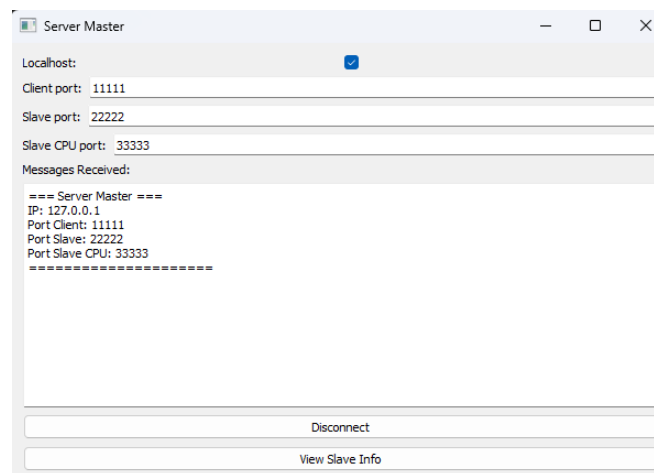 Server Master
Localhost:
Client port: 11111
Slave port: 22222
Slave CPU port: 33333
Messages Received:
=== Server Master ===
IP: 127.0.0.1
Port Client: 11111
Port Slave: 22222
Port Slave CPU: 33333
=====================
Disconnect
View Slave Info